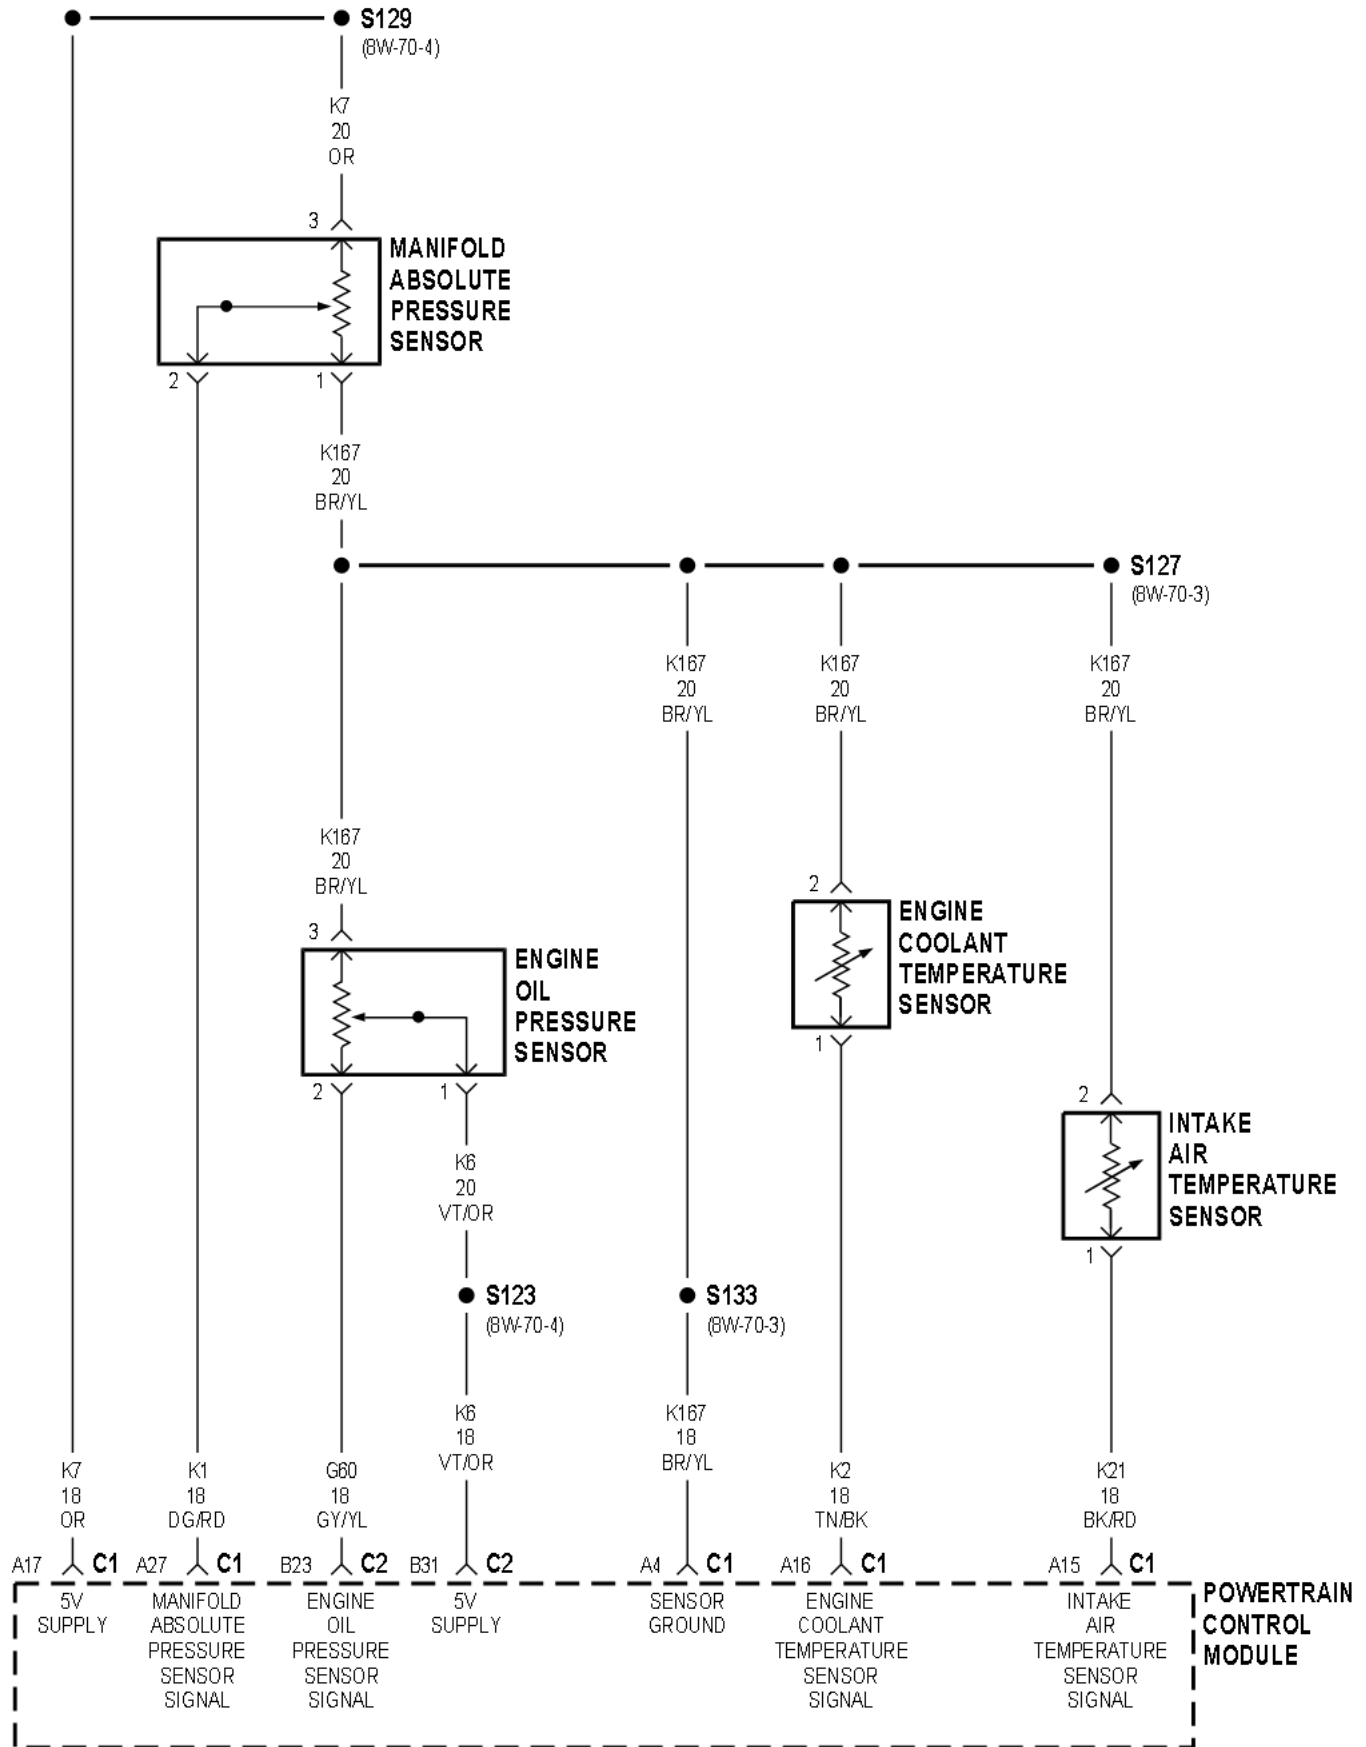 S129
(8W-70-4)
K7
20
OR
3
MANIFOLD
ABSOLUTE
PRESSURE
SENSOR
2
1
K167
20
BR/YL
S127
(8W-70-3)
K167
20
BR/YL
K167
20
BR/YL
K167
20
BR/YL
K167
20
BR/YL
3
ENGINE
OIL
PRESSURE
SENSOR
2
1
2
ENGINE
COOLANT
TEMPERATURE
SENSOR
1
2
INTAKE
AIR
TEMPERATURE
SENSOR
1
K6
20
VT/OR
S123
(8W-70-4)
S133
(8W-70-3)
K6
18
VT/OR
K167
18
BR/YL
K7
18
OR
K1
18
DG/RD
G60
18
GY/YL
K2
18
TN/BK
K21
18
BK/RD
A17 C1
A27 C1
B23 C2
B31 C2
A4 C1
A16 C1
A15 C1
5V
SUPPLY
MANIFOLD
ABSOLUTE
PRESSURE
SENSOR
SIGNAL
ENGINE
OIL
PRESSURE
SENSOR
SIGNAL
5V
SUPPLY
SENSOR
GROUND
ENGINE
COOLANT
TEMPERATURE
SENSOR
SIGNAL
INTAKE
AIR
TEMPERATURE
SENSOR
SIGNAL
POWERTRAIN
CONTROL
MODULE